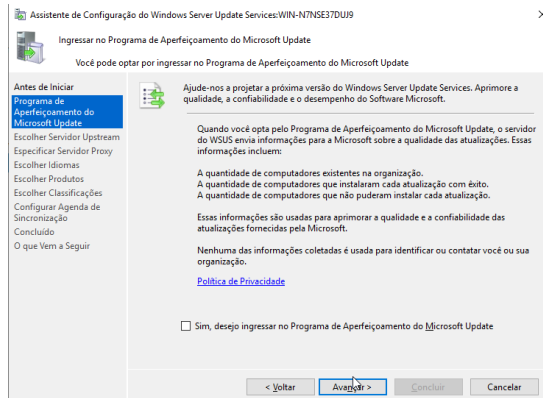 Assistente de Configuração do Windows Server Update Services:WIN-N7NSE37DUJ9
Ingressar no Programa de Aperfeiçoamento do Microsoft Update
Você pode optar por ingressar no Programa de Aperfeiçoamento do Microsoft Update
Antes de Iniciar
Programa de
Aperfeiçoamento do
Microsoft Update
Escolher Servidor Upstream
Especificar Servidor Proxy
Escolher Idiomas
Escolher Produtos
Escolher Classificações
Configurar Agenda de
Sincronização
Concluído
O que Vem a Seguir
Ajude-nos a projetar a próxima versão do Windows Server Update Services. Aprimore a
qualidade, a confiabilidade e o desempenho do Software Microsoft.
Quando você opta pelo Programa de Aperfeiçoamento do Microsoft Update, o servidor
do WSUS envia informações para a Microsoft sobre a qualidade das atualizações. Essas
informações incluem:
A quantidade de computadores existentes na organização.
A quantidade de computadores que instalaram cada atualização com êxito.
A quantidade de computadores que não puderam instalar cada atualização.
Essas informações são usadas para aprimorar a qualidade e a confiabilidade das
atualizações fornecidas pela Microsoft.
Nenhuma das informações coletadas é usada para identificar ou contatar você ou sua
organização.
Política de Privacidade
Sim, desejo ingressar no Programa de Aperfeiçoamento do Microsoft Update
< Voltar
Avançar >
Concluir
Cancelar